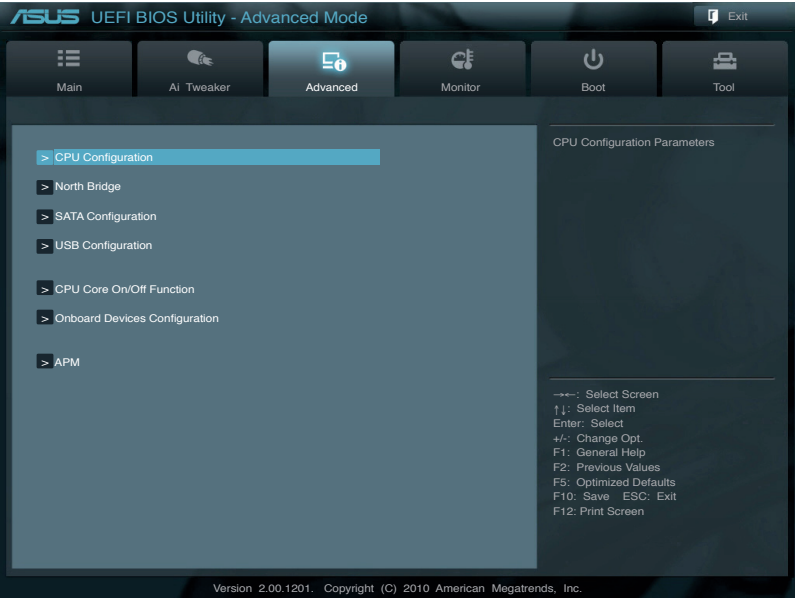 ASUS UEFI BIOS Utility - Advanced Mode
Exit
Main
Ai Tweaker
Advanced
Monitor
Boot
Tool
> CPU Configuration
> North Bridge
> SATA Configuration
> USB Configuration
> CPU Core On/Off Function
> Onboard Devices Configuration
> APM
CPU Configuration Parameters
→←: Select Screen
↑↓: Select Item
Enter: Select
+/-: Change Opt.
F1: General Help
F2: Previous Values
F5: Optimized Defaults
F10: Save ESC: Exit
F12: Print Screen
Version 2.00.1201. Copyright (C) 2010 American Megatrends, Inc.